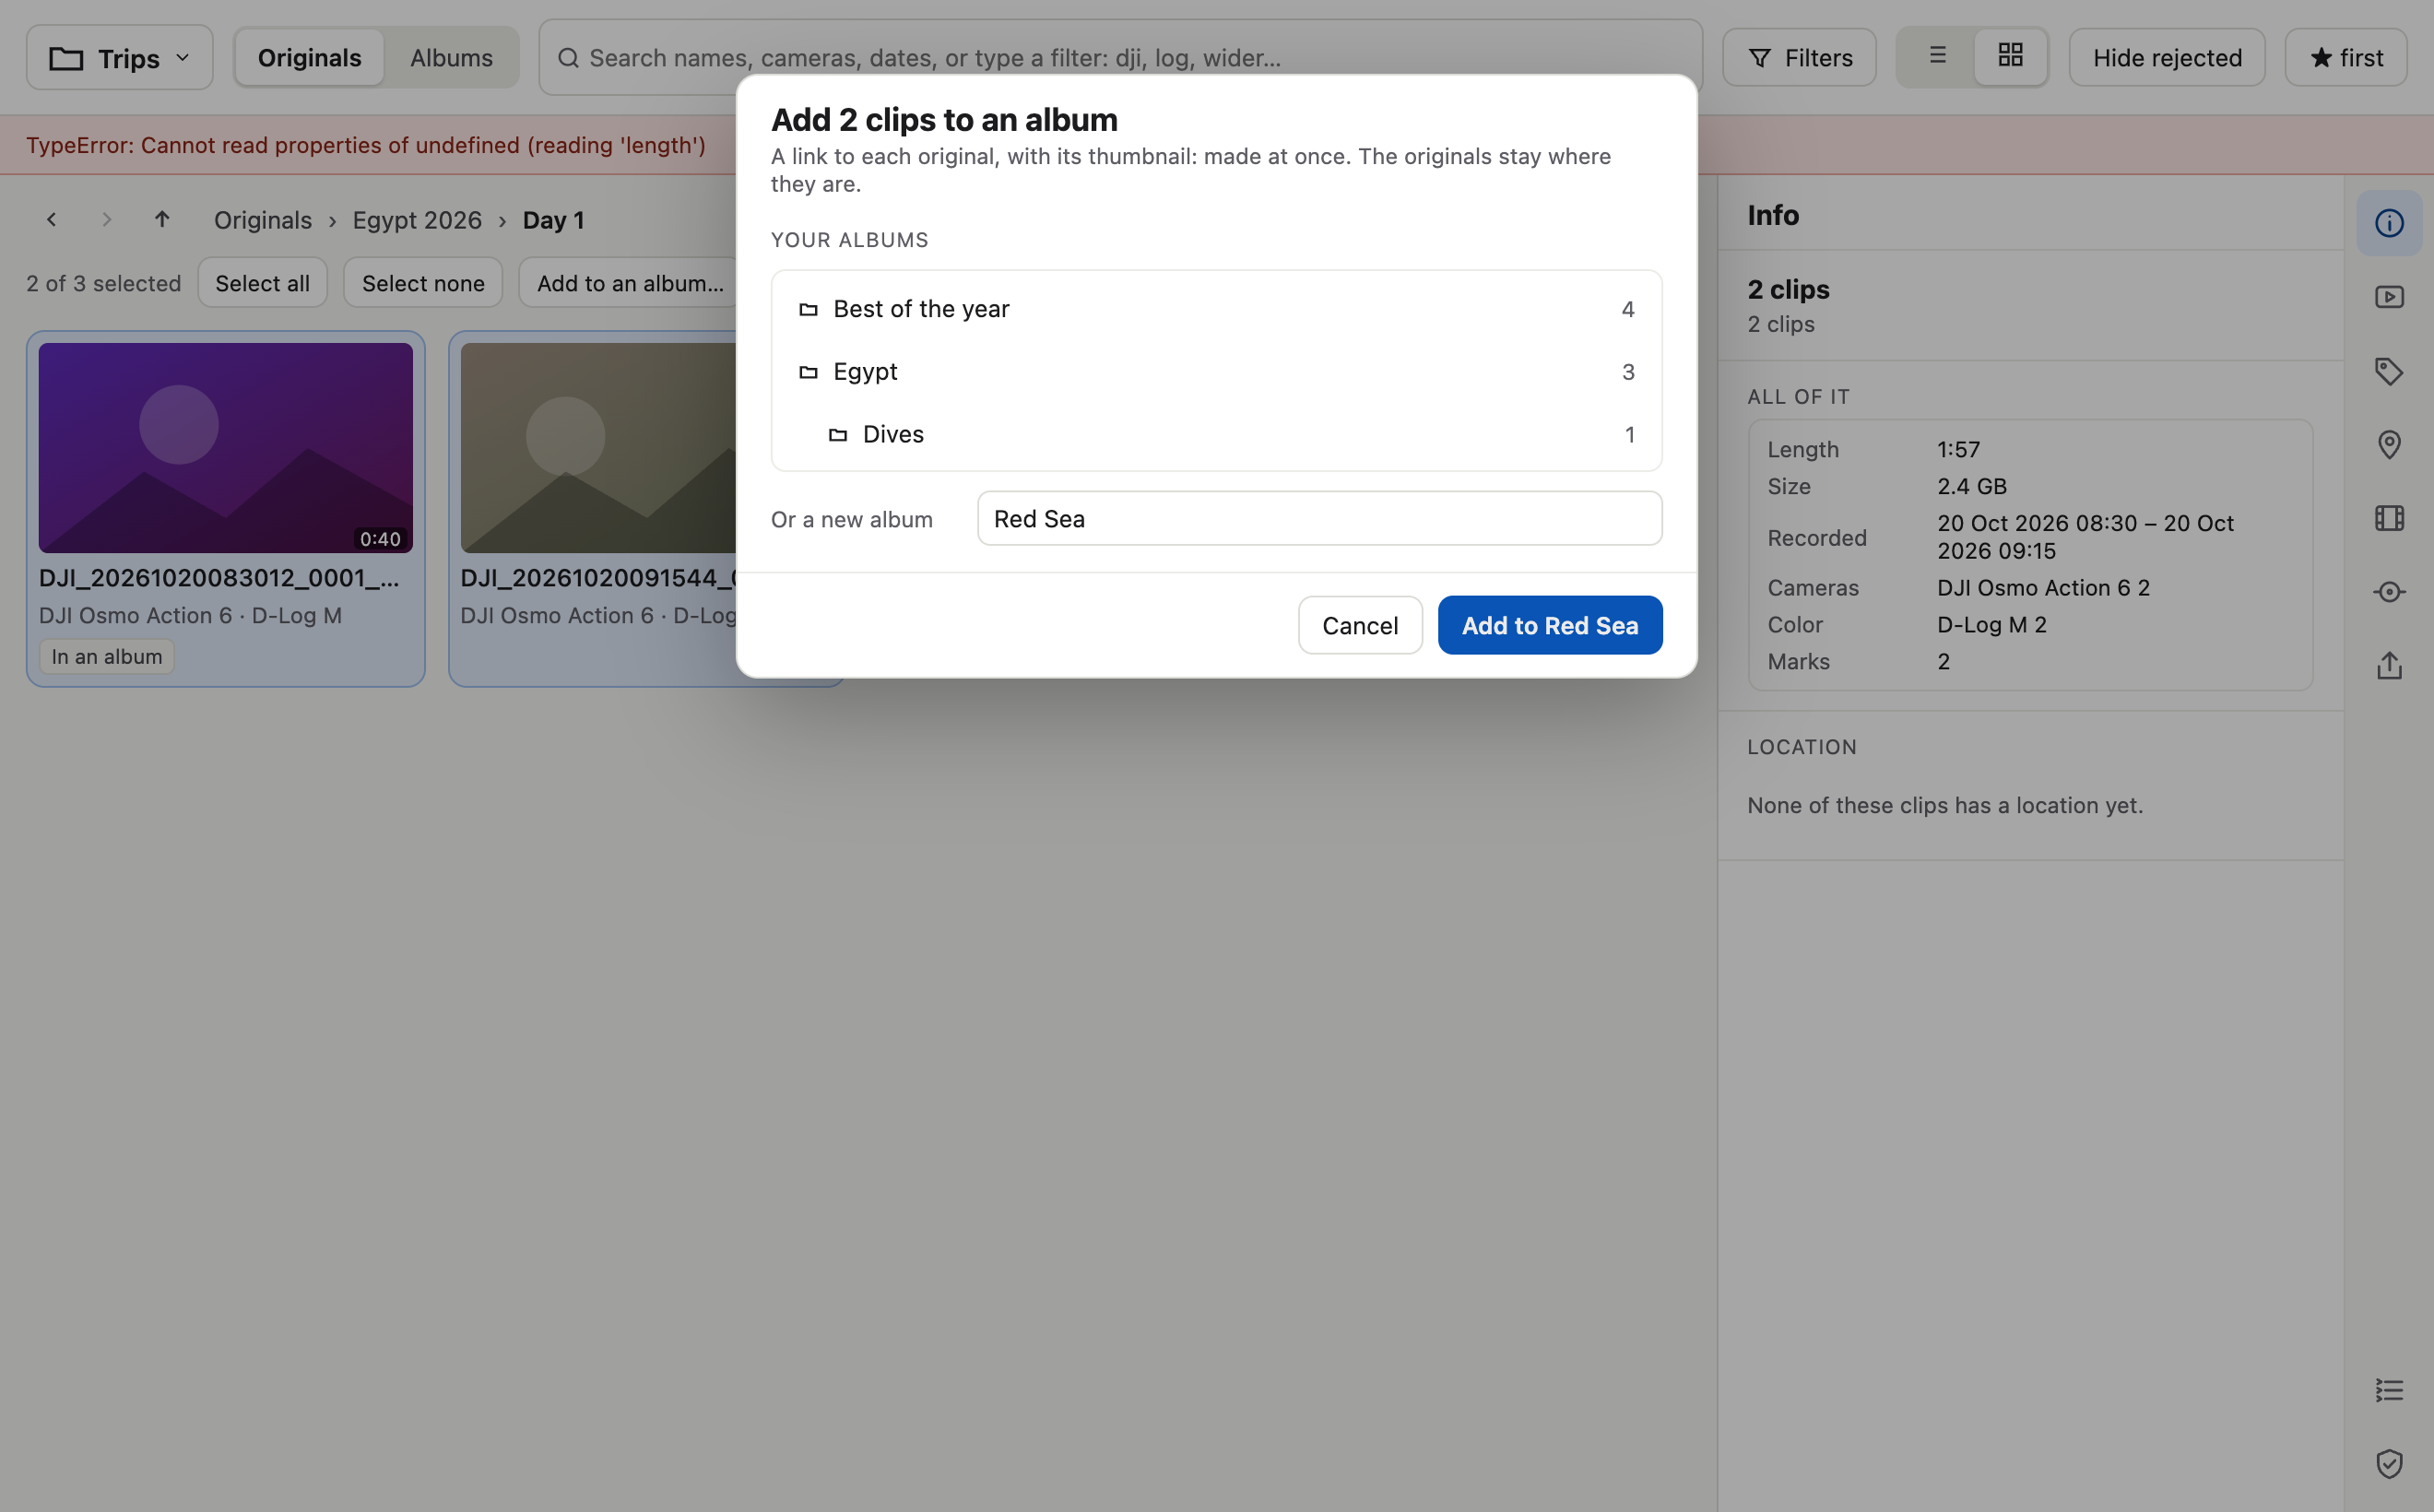 Trips
Originals
Albums
Search names, cameras, dates, or type a filter: dji, log, wider...
Filters
Hide rejected
★ first
TypeError: Cannot read properties of undefined (reading 'length')
Originals › Egypt 2026 › Day 1
2 of 3 selected
Select all
Select none
Add to an album...
0:40
DJI_20261020083012_0001_...
DJI Osmo Action 6 · D-Log M
In an album
DJI_20261020091544_
DJI Osmo Action 6 · D-Log
Add 2 clips to an album
A link to each original, with its thumbnail: made at once. The originals stay where
they are.
YOUR ALBUMS
Best of the year 4
Egypt 3
Dives 1
Or a new album Red Sea
Cancel
Add to Red Sea
Info
2 clips
2 clips
ALL OF IT
Length 1:57
Size 2.4 GB
Recorded 20 Oct 2026 08:30 – 20 Oct
2026 09:15
Cameras DJI Osmo Action 6 2
Color D-Log M 2
Marks 2
LOCATION
None of these clips has a location yet.